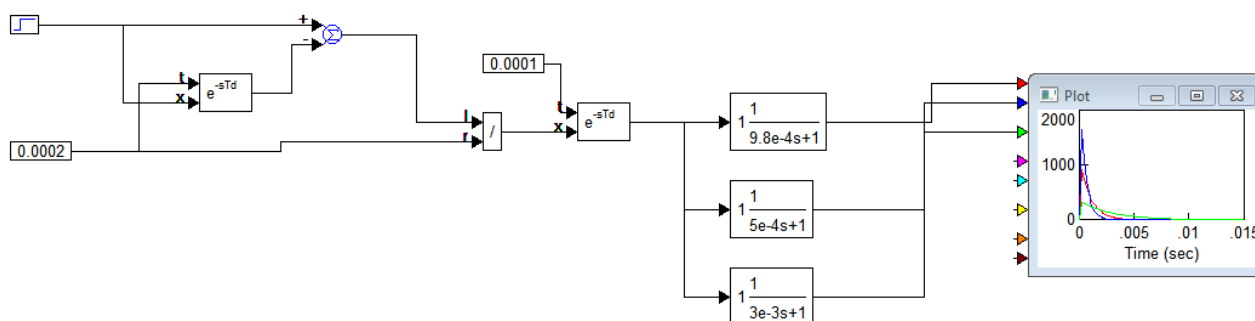 +
-
t
x
e-sTd
0.0002
l
r
/
0.0001
t
x
e-sTd
1 1
9.8e-4s+1
1 1
5e-4s+1
1 1
3e-3s+1
Plot
2000
1000
0
0 .005 .01 .015
Time (sec)